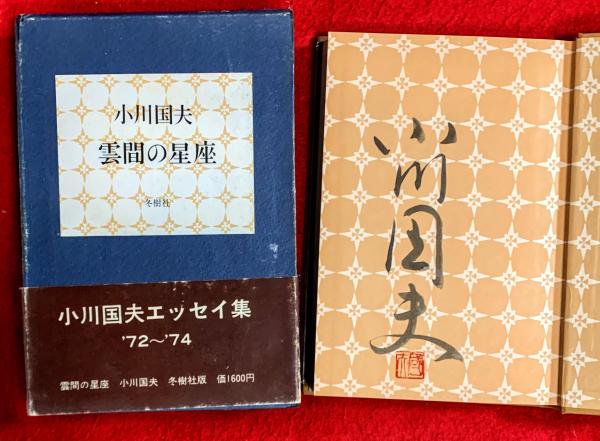 小川国夫
雲間の星座
冬樹社
小川国夫エッセイ集
'72〜'74
雲間の星座 小川国夫 冬樹社版 価1600円
小川国夫